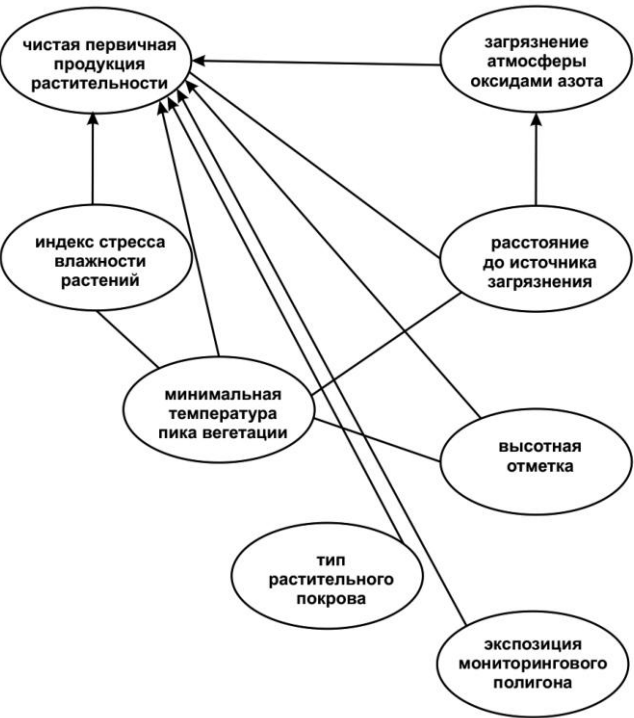 чистая первичная
продукция
растительности
загрязнение
атмосферы
оксидами азота
индекс стресса
влажности
растений
расстояние
до источника
загрязнения
минимальная
температура
пика вегетации
высотная
отметка
тип
растительного
покрова
экспозиция
мониторингового
полигона